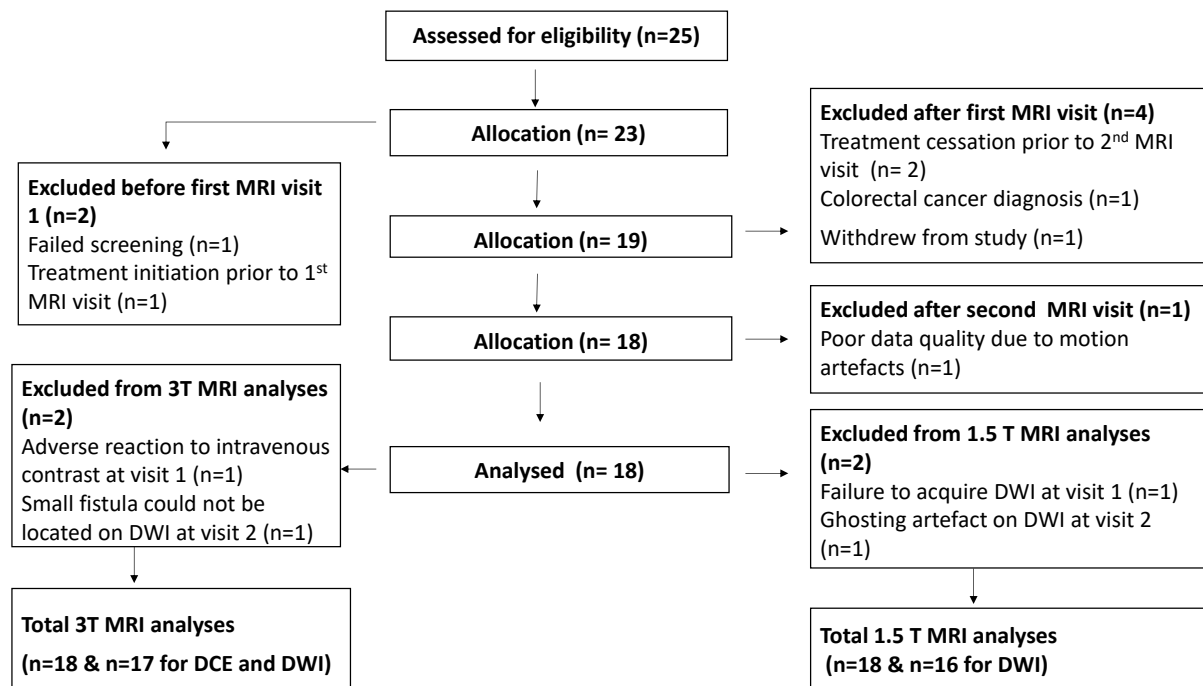 Assessed for eligibility (n=25)
Allocation (n= 23)
Excluded before first MRI visit
1 (n=2)
Failed screening (n=1)
Treatment initiation prior to 1st
MRI visit (n=1)
Excluded after first MRI visit (n=4)
Treatment cessation prior to 2nd MRI
visit (n= 2)
Colorectal cancer diagnosis (n=1)
Withdrew from study (n=1)
Allocation (n= 19)
Allocation (n= 18)
Excluded after second MRI visit (n=1)
Poor data quality due to motion
artefacts (n=1)
Excluded from 3T MRI analyses
(n=2)
Adverse reaction to intravenous
contrast at visit 1 (n=1)
Small fistula could not be
located on DWI at visit 2 (n=1)
Analysed (n= 18)
Excluded from 1.5 T MRI analyses
(n=2)
Failure to acquire DWI at visit 1 (n=1)
Ghosting artefact on DWI at visit 2
(n=1)
Total 3T MRI analyses
(n=18 & n=17 for DCE and DWI)
Total 1.5 T MRI analyses
(n=18 & n=16 for DWI)